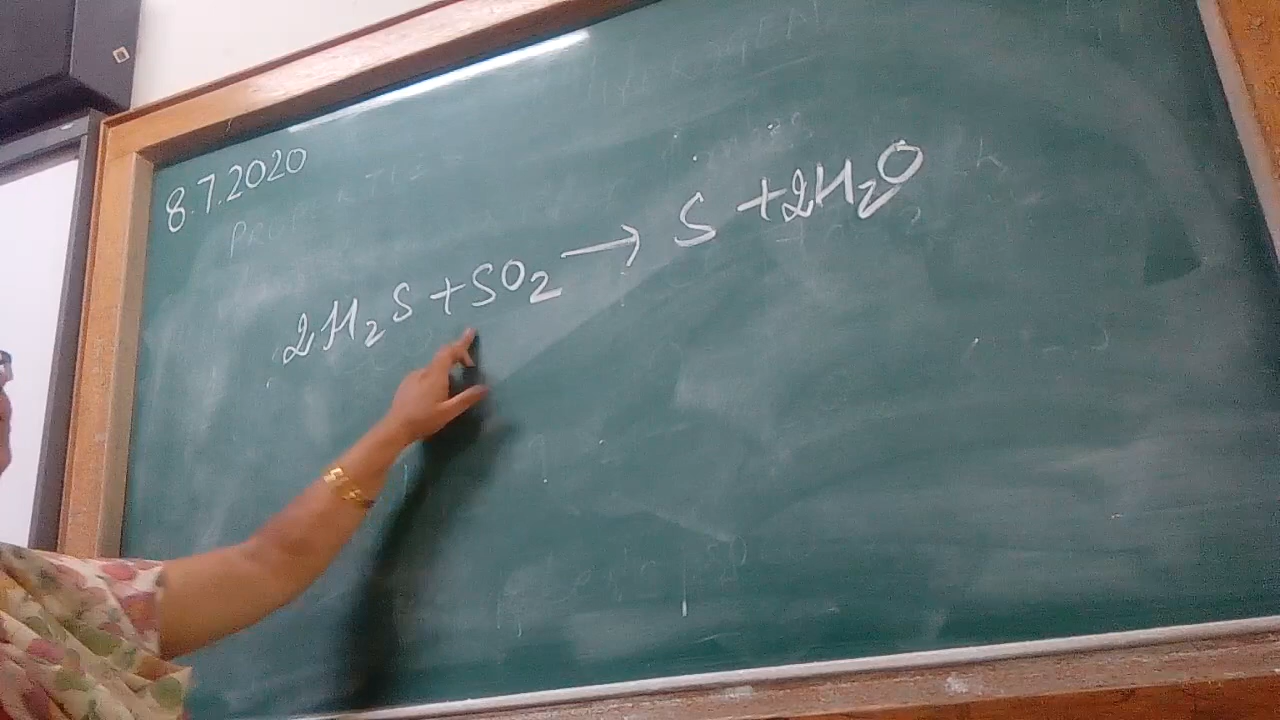 8.7.2020
2H₂S + SO₂ → S + 2H₂O